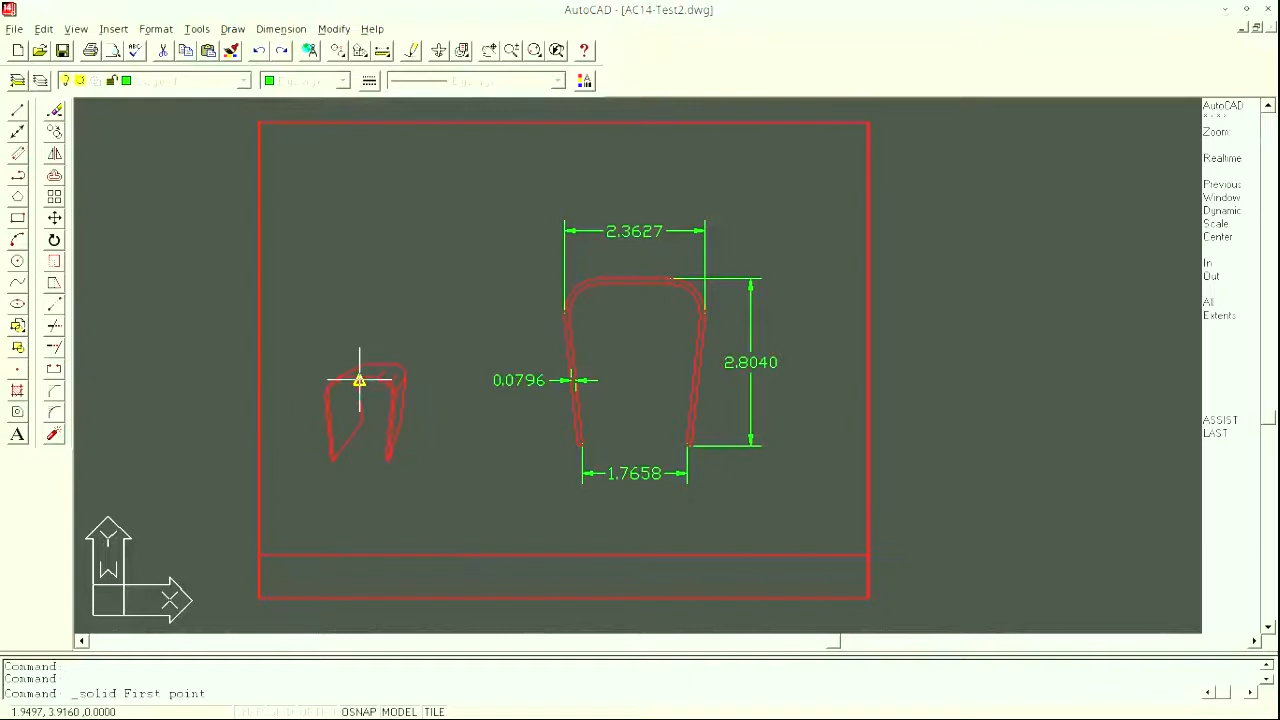 AutoCAD - [AC14-Test2.dwg]
File Edit View Insert Format Tools Draw Dimension Modify Help
AutoCAD
* * * *
Zoom:
Realtime
Previous
Window
Dynamic
Scale
Center
In
Out
All
Extents
ASSIST
LAST
2.3627
2.8040
0.0796
1.7658
Y
W
X
Command:
Command:
Command: _solid First point
1.9497, 3.9160 ,0.0000 OSNAP MODEL TILE